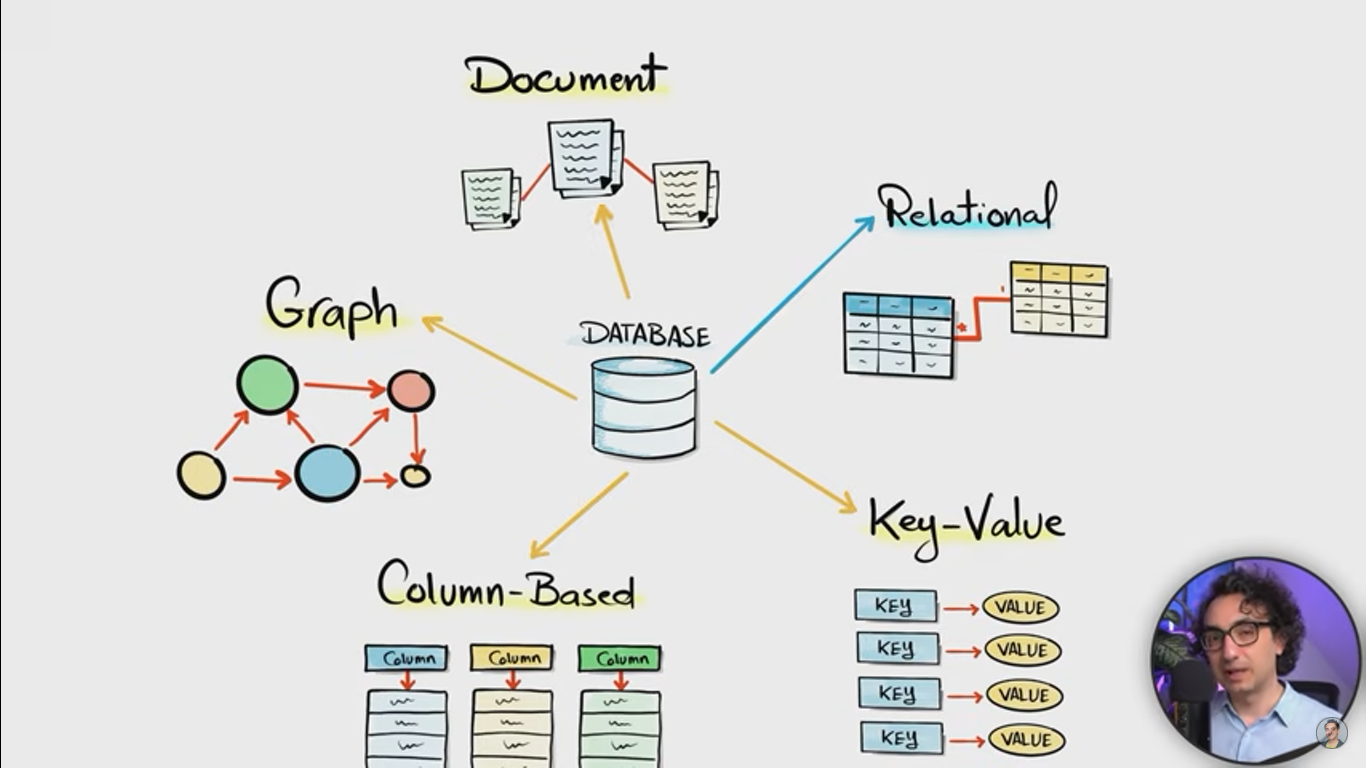 Document
Relational
Graph
DATABASE
Key-Value
Column-Based
KEY VALUE
KEY VALUE
KEY VALUE
KEY VALUE
Column Column Column